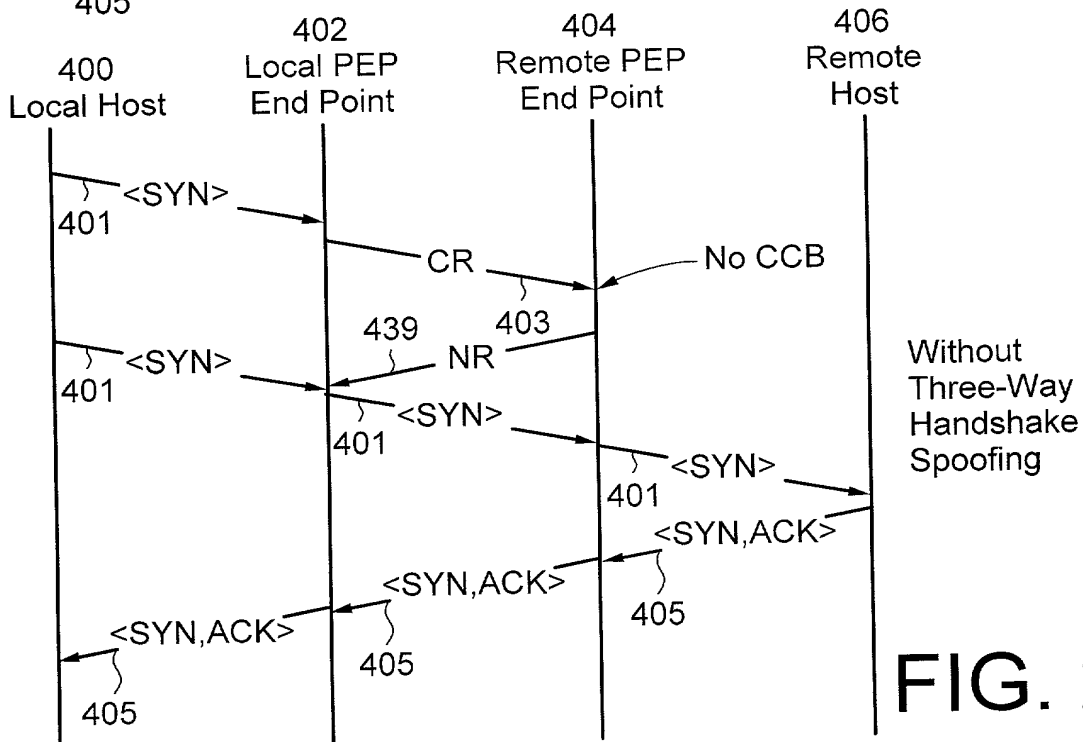 405
400
Local Host
402
Local PEP
End Point
404
Remote PEP
End Point
406
Remote
Host
<SYN>
401
CR
403
No CCB
439
NR
<SYN>
401
<SYN>
401
<SYN>
401
Without
Three-Way
Handshake
Spoofing
<SYN,ACK>
405
<SYN,ACK>
405
<SYN,ACK>
405
FIG.